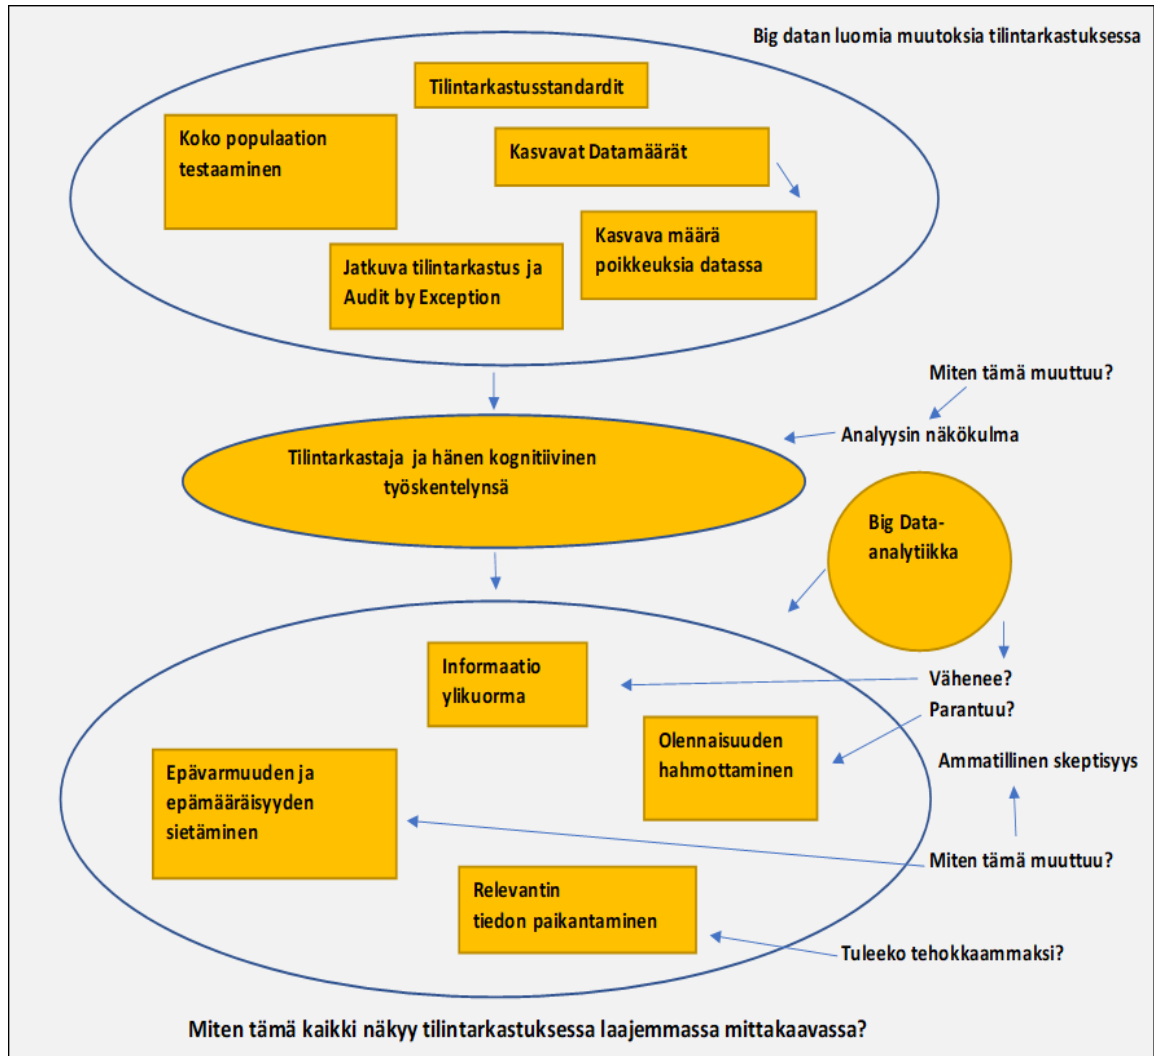 Big datan luomia muutoksia tilintarkastuksessa
Tilintarkastusstandardit
Koko populaation
testaaminen
Kasvavat Datamäärät
Kasvava määrä
poikkeuksia datassa
Jatkuva tilintarkastus ja
Audit by Exception
Miten tämä muuttuu?
Analyysin näkökulma
Tilintarkastaja ja hänen kognitiivinen
työskentelynsä
Big Data-
analytiikka
Informaatio
ylikuorma
Vähenee?
Parantuu?
Olennaisuuden
hahmottaminen
Ammatillinen skeptisyys
Epävarmuuden ja
epämääräisyyden
sietäminen
Miten tämä muuttuu?
Relevantin
tiedon paikantaminen
Tuleeko tehokkaammaksi?
Miten tämä kaikki näkyy tilintarkastuksessa laajemmassa mittakaavassa?